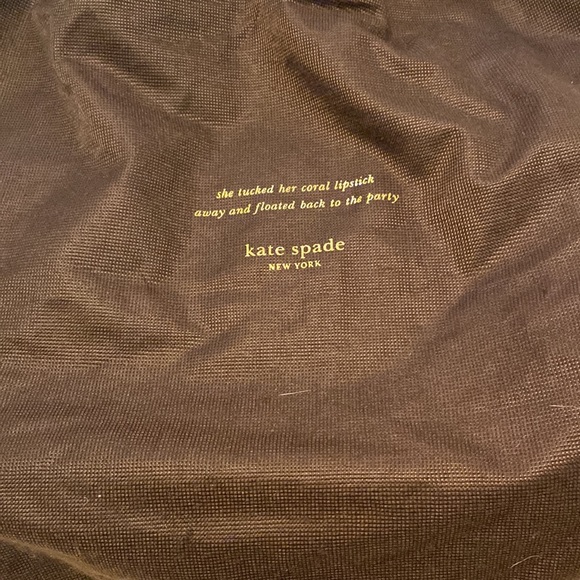 she tucked her coral lipstick
away and floated back to the party
kate spade
NEW YORK